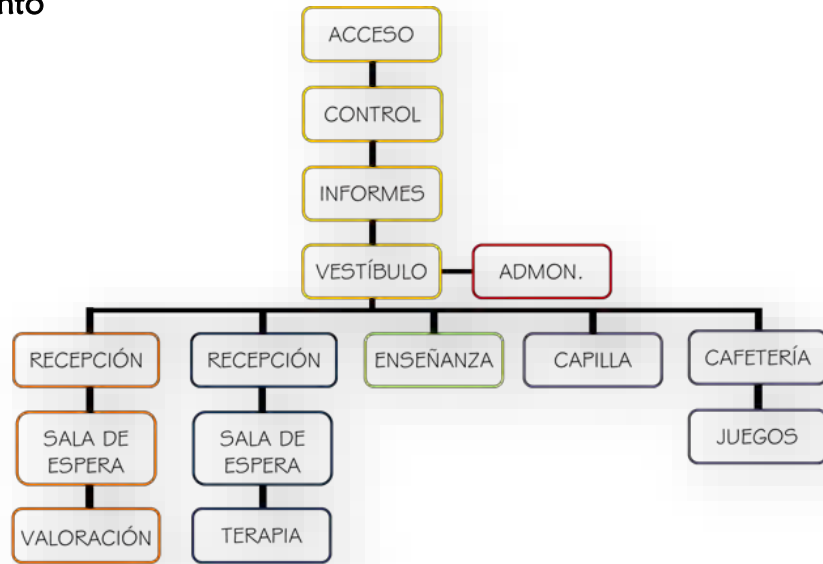 ACCESO
CONTROL
INFORMES
VESTÍBULO
ADMON.
RECEPCIÓN
RECEPCIÓN
ENSEÑANZA
CAPILLA
CAFETERÍA
SALA DE
ESPERA
SALA DE
ESPERA
JUEGOS
VALORACIÓN
TERAPIA